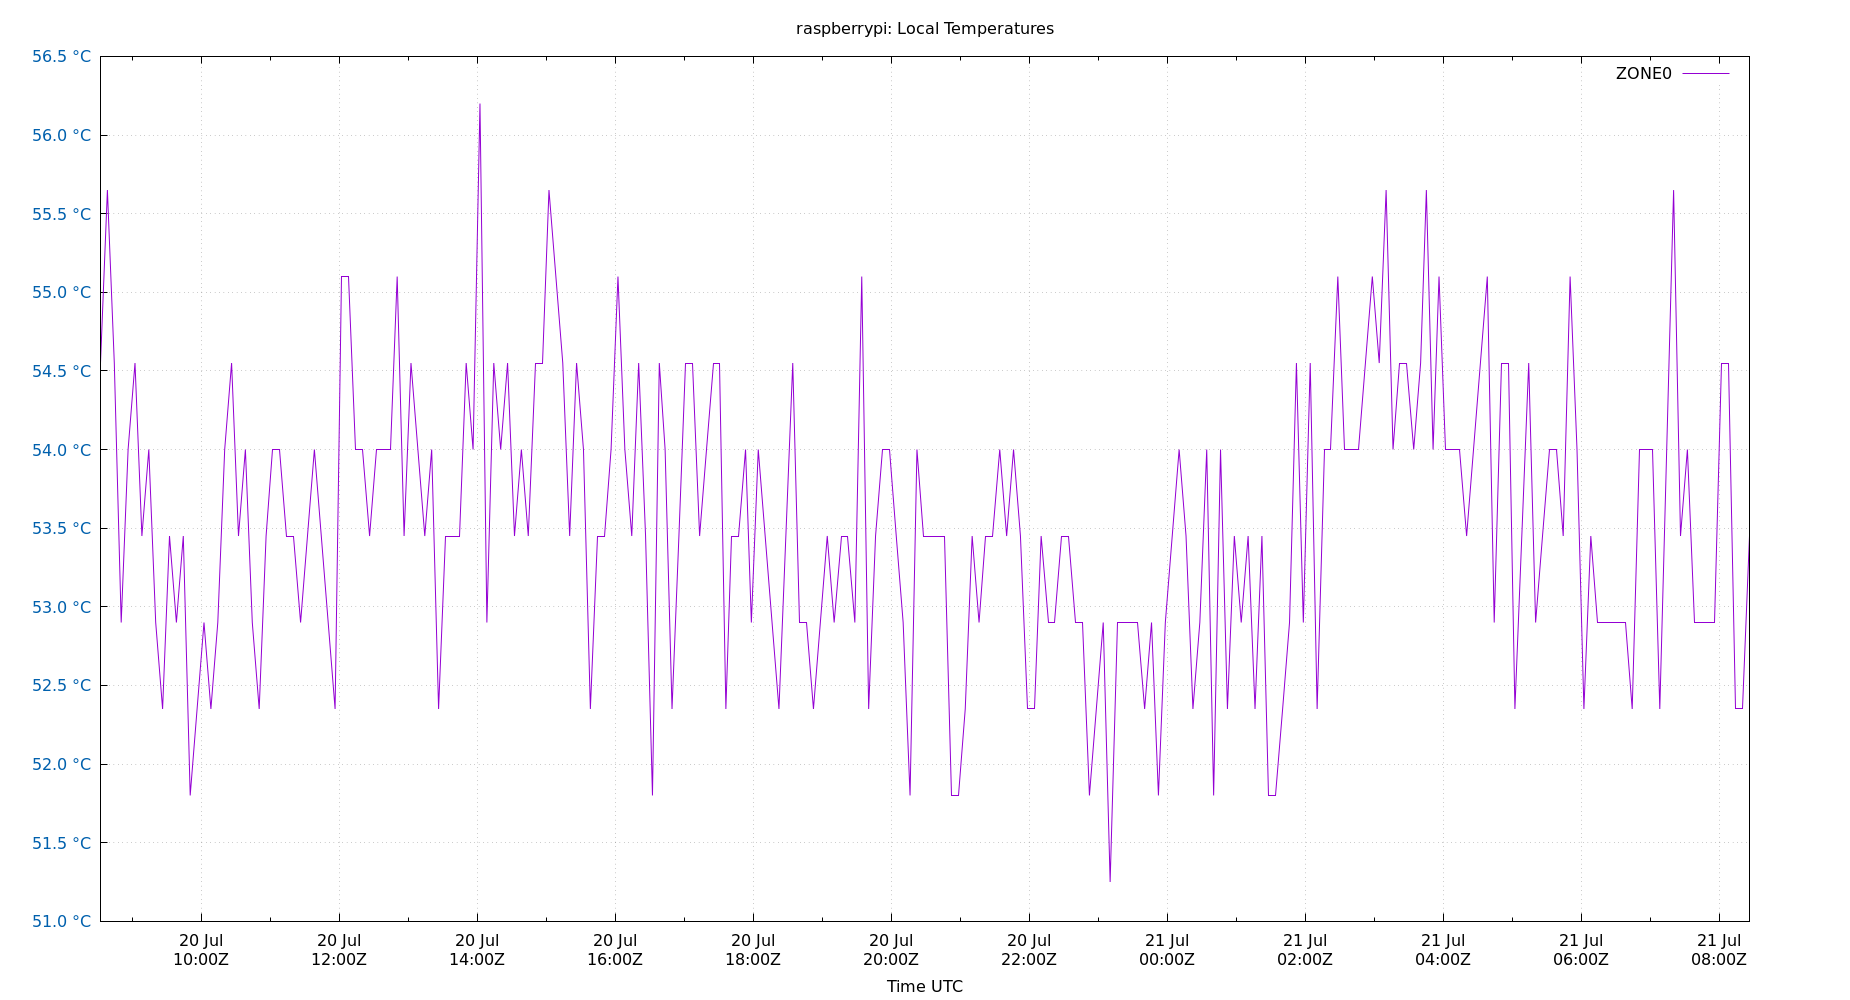 raspberrypi: Local Temperatures
56.5 °C
ZONE0
56.0 °C
55.5 °C
55.0 °C
54.5 °C
54.0 °C
53.5 °C
53.0 °C
52.5 °C
52.0 °C
51.5 °C
51.0 °C
20 Jul
10:00Z
20 Jul
12:00Z
20 Jul
14:00Z
20 Jul
16:00Z
20 Jul
18:00Z
20 Jul
20:00Z
20 Jul
22:00Z
21 Jul
00:00Z
21 Jul
02:00Z
21 Jul
04:00Z
21 Jul
06:00Z
21 Jul
08:00Z
Time UTC